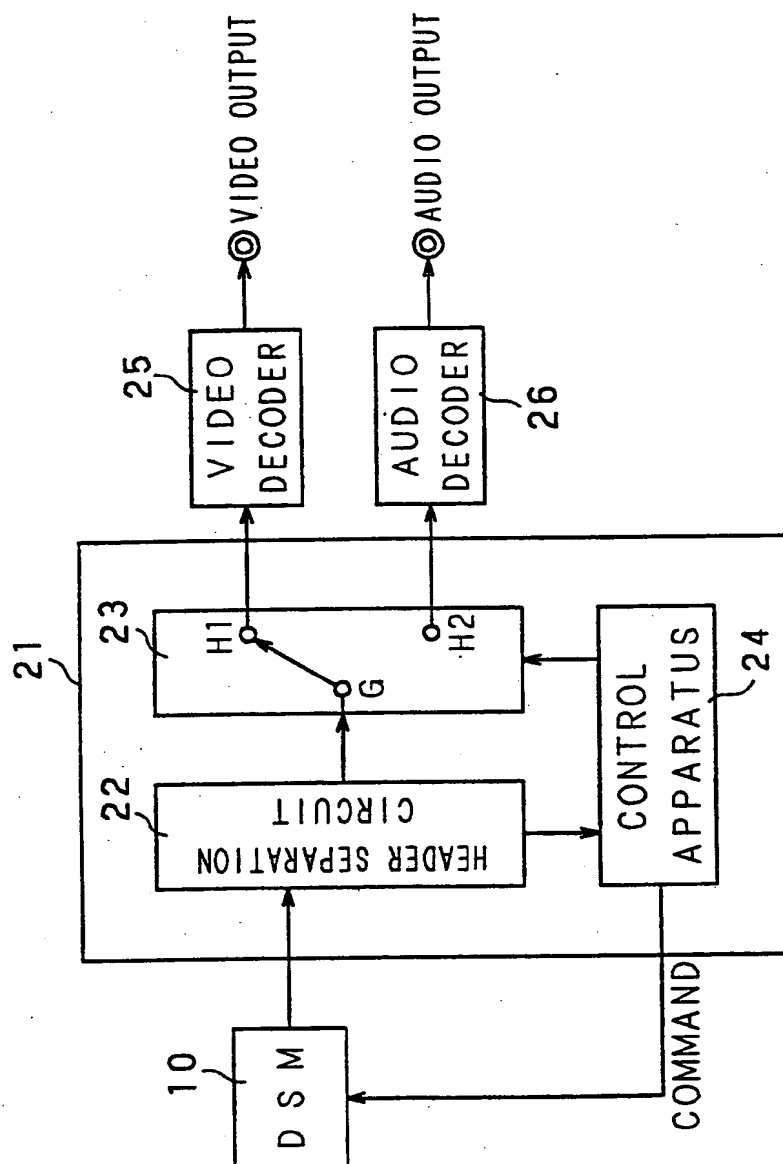 10
DSM
COMMAND
21
22
HEADER SEPARATION
CIRCUIT
23
G
H1
H2
CONTROL
APPARATUS
24
25
VIDEO
DECODER
VIDEO OUTPUT
AUDIO
DECODER
26
AUDIO OUTPUT